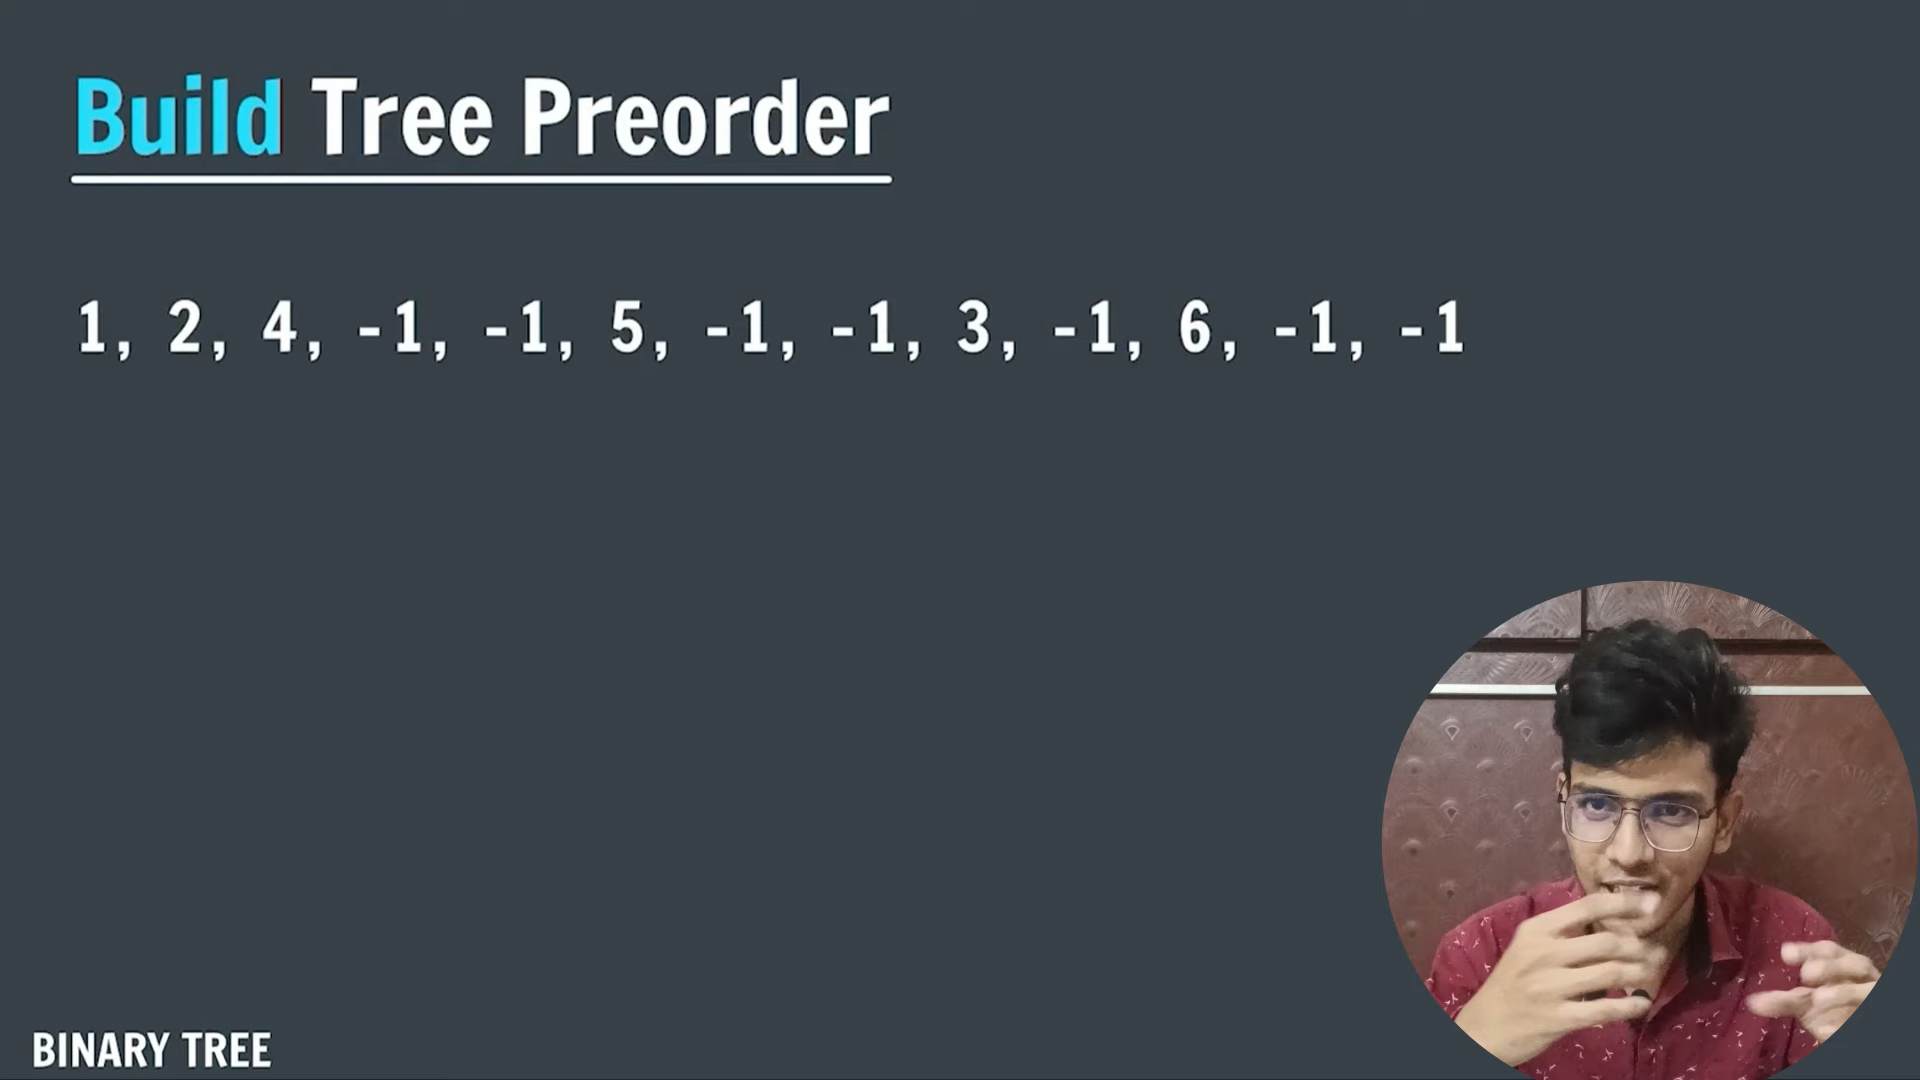 Build Tree Preorder
1, 2, 4, -1, -1, 5, -1, -1, 3, -1, 6, -1, -1
BINARY TREE